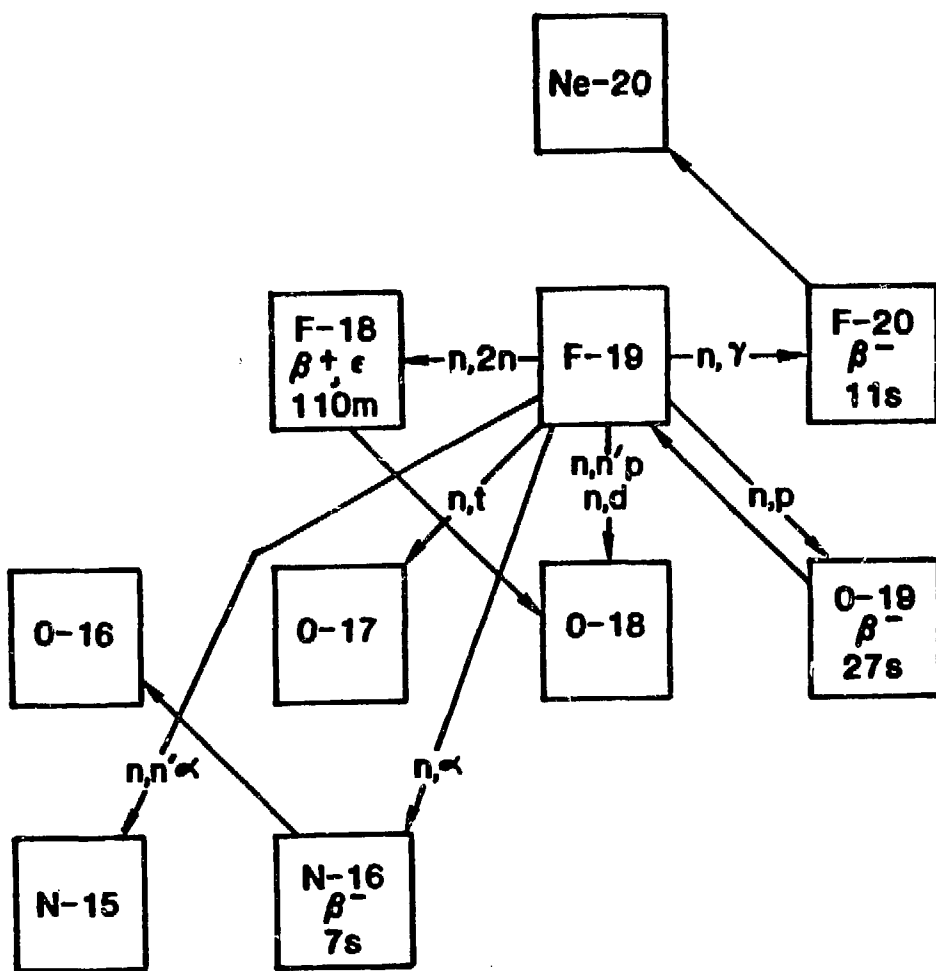 Ne-20
F-18
β+, ϵ
110m
n,2n
F-19
n,γ
F-20
β-
11s
n,t
n,n'p
n,d
n,p
O-16
O-17
O-18
O-19
β-
27s
n,n'α
n,α
N-15
N-16
β-
7s